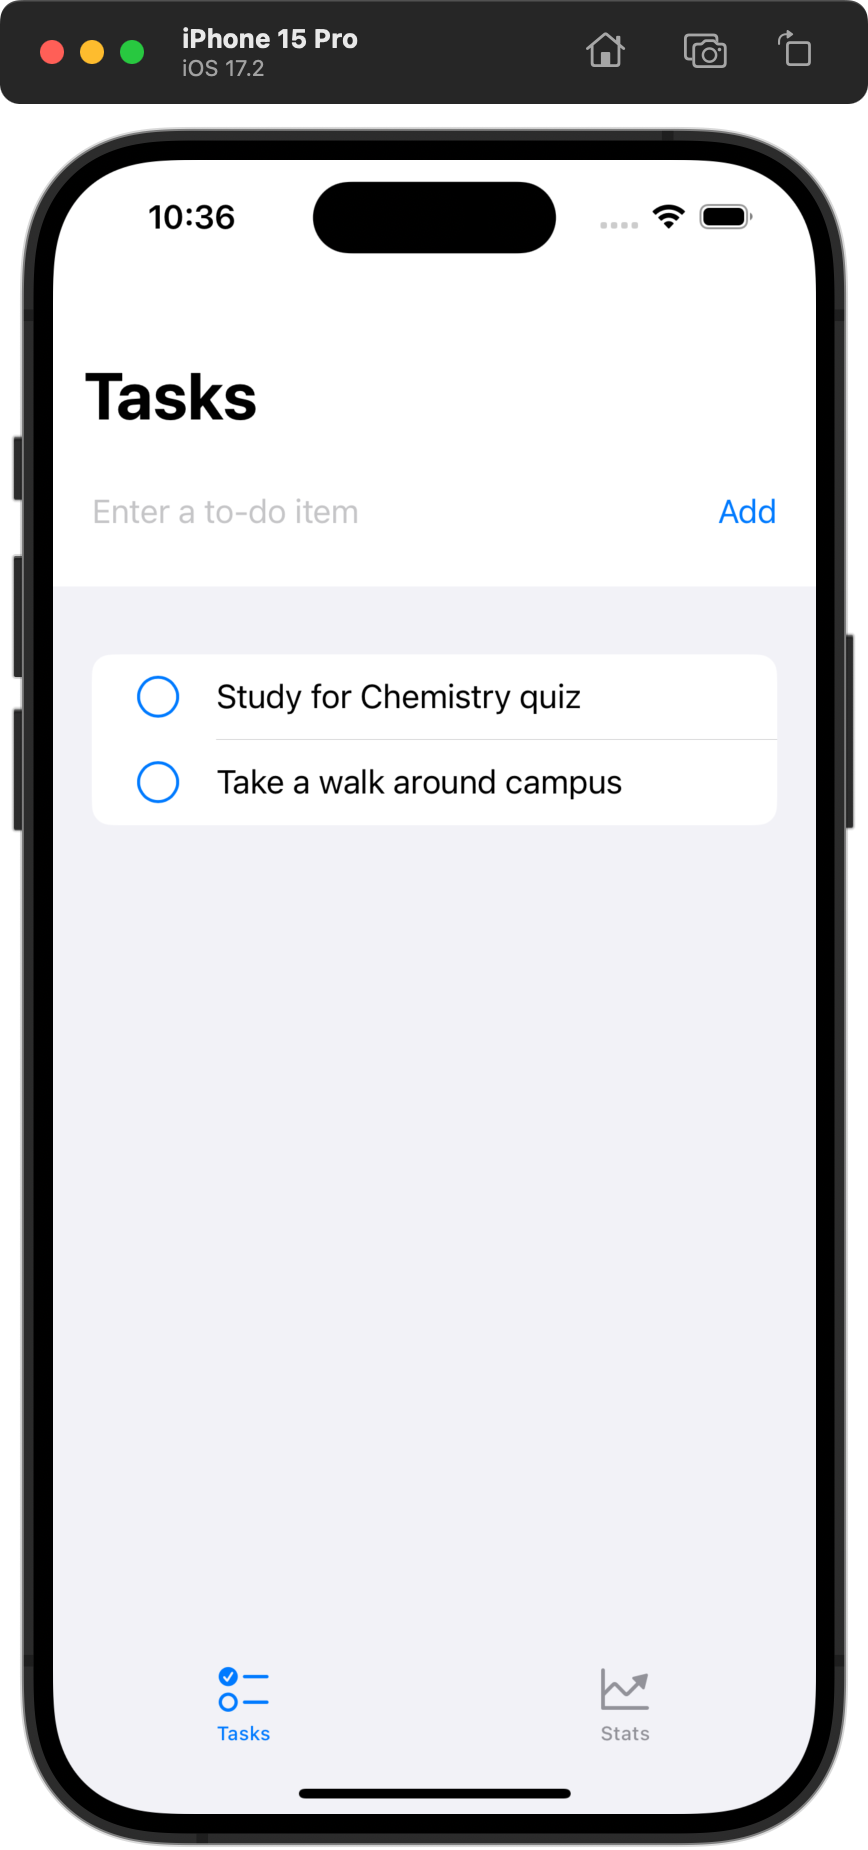 iPhone 15 Pro
iOS 17.2
10:36
Tasks
Enter a to-do item Add
Study for Chemistry quiz
Take a walk around campus
Tasks Stats